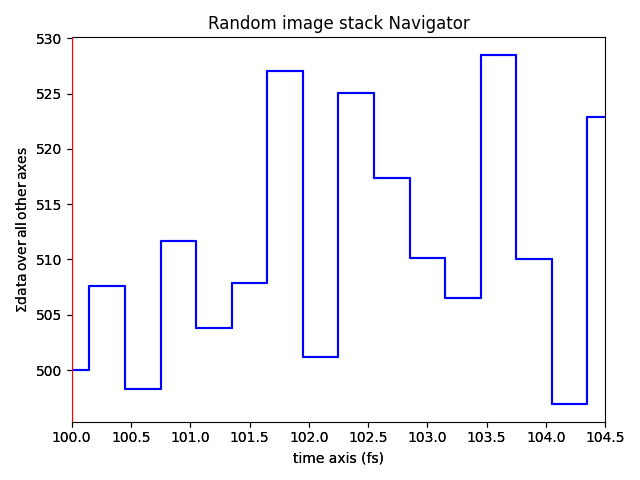 Random image stack Navigator
530
525
520
515
510
505
500
Σdata over all other axes
100.0 100.5 101.0 101.5 102.0 102.5 103.0 103.5 104.0 104.5
time axis (fs)